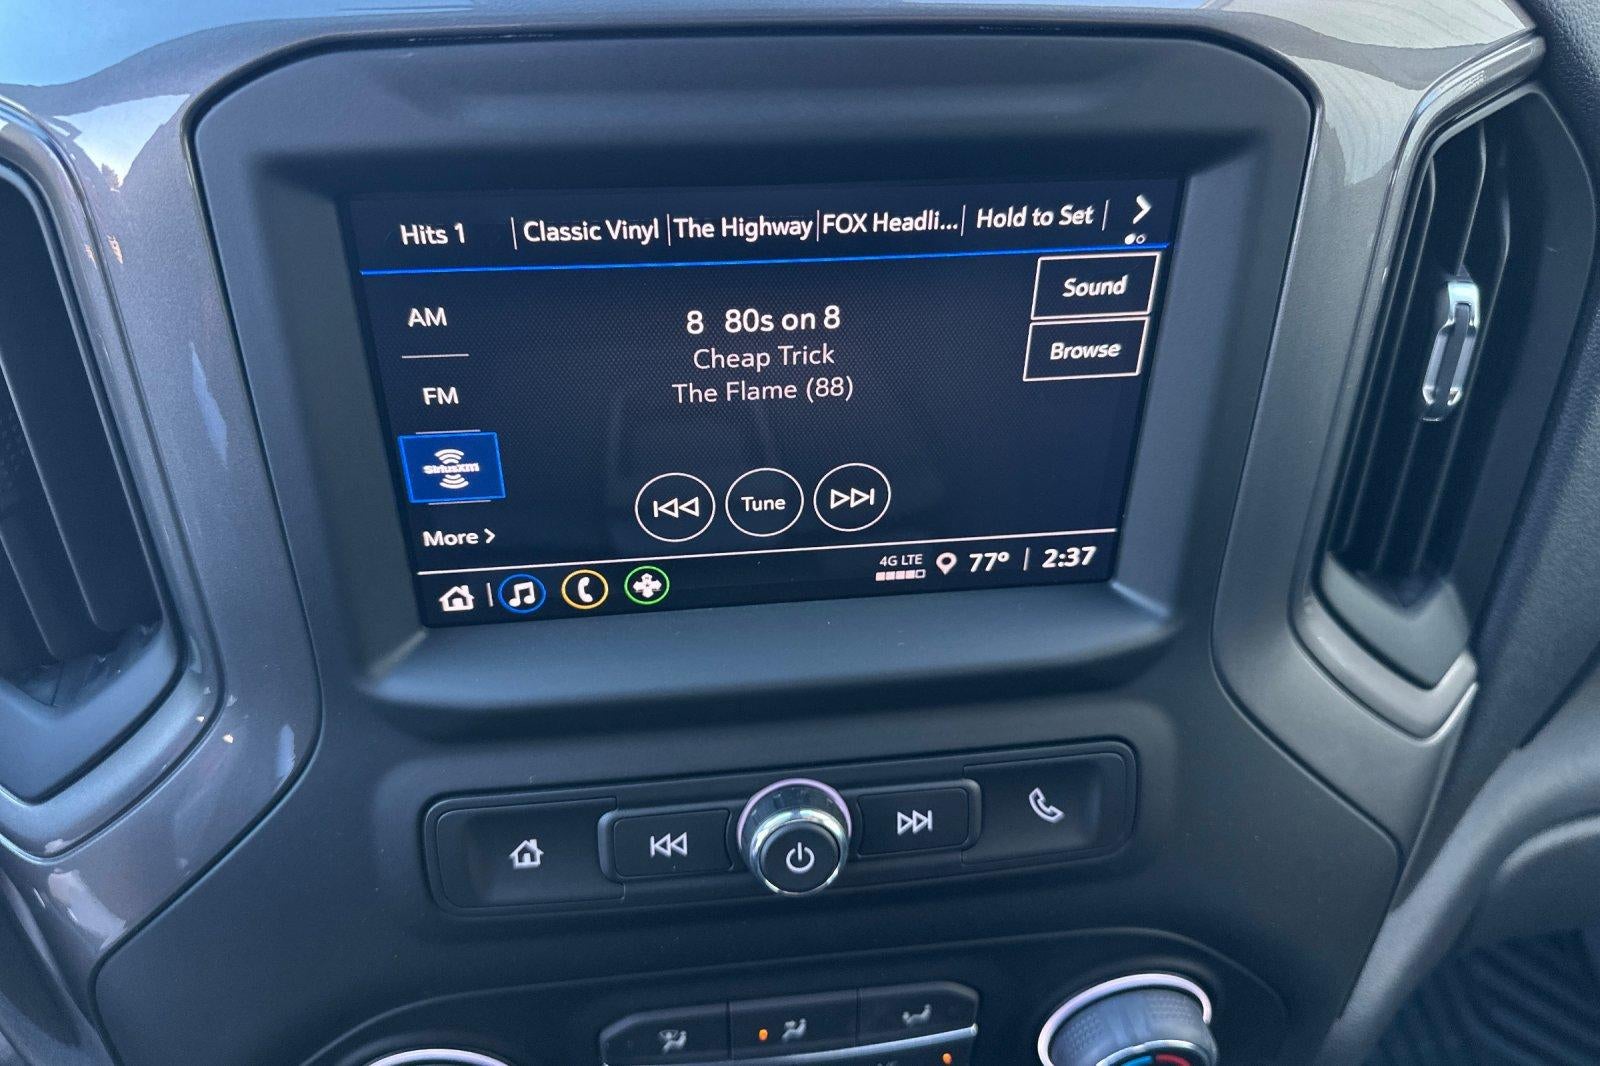 Hits 1 Classic Vinyl The Highway FOX Headli... Hold to Set
Sound
AM
8 80s on 8
Cheap Trick
Browse
The Flame (88)
FM
SiriusXM
Tune
More
4G LTE 77° 2:37